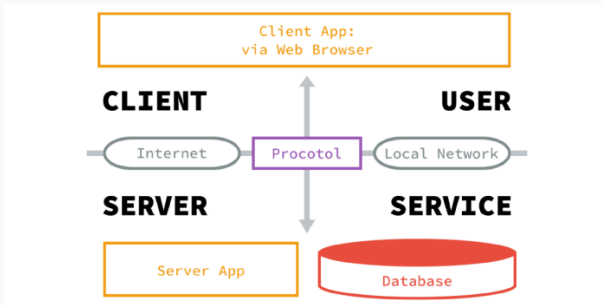 Client App:
via Web Browser
CLIENT
USER
Internet
Procotol
Local Network
SERVER
SERVICE
Server App
Database